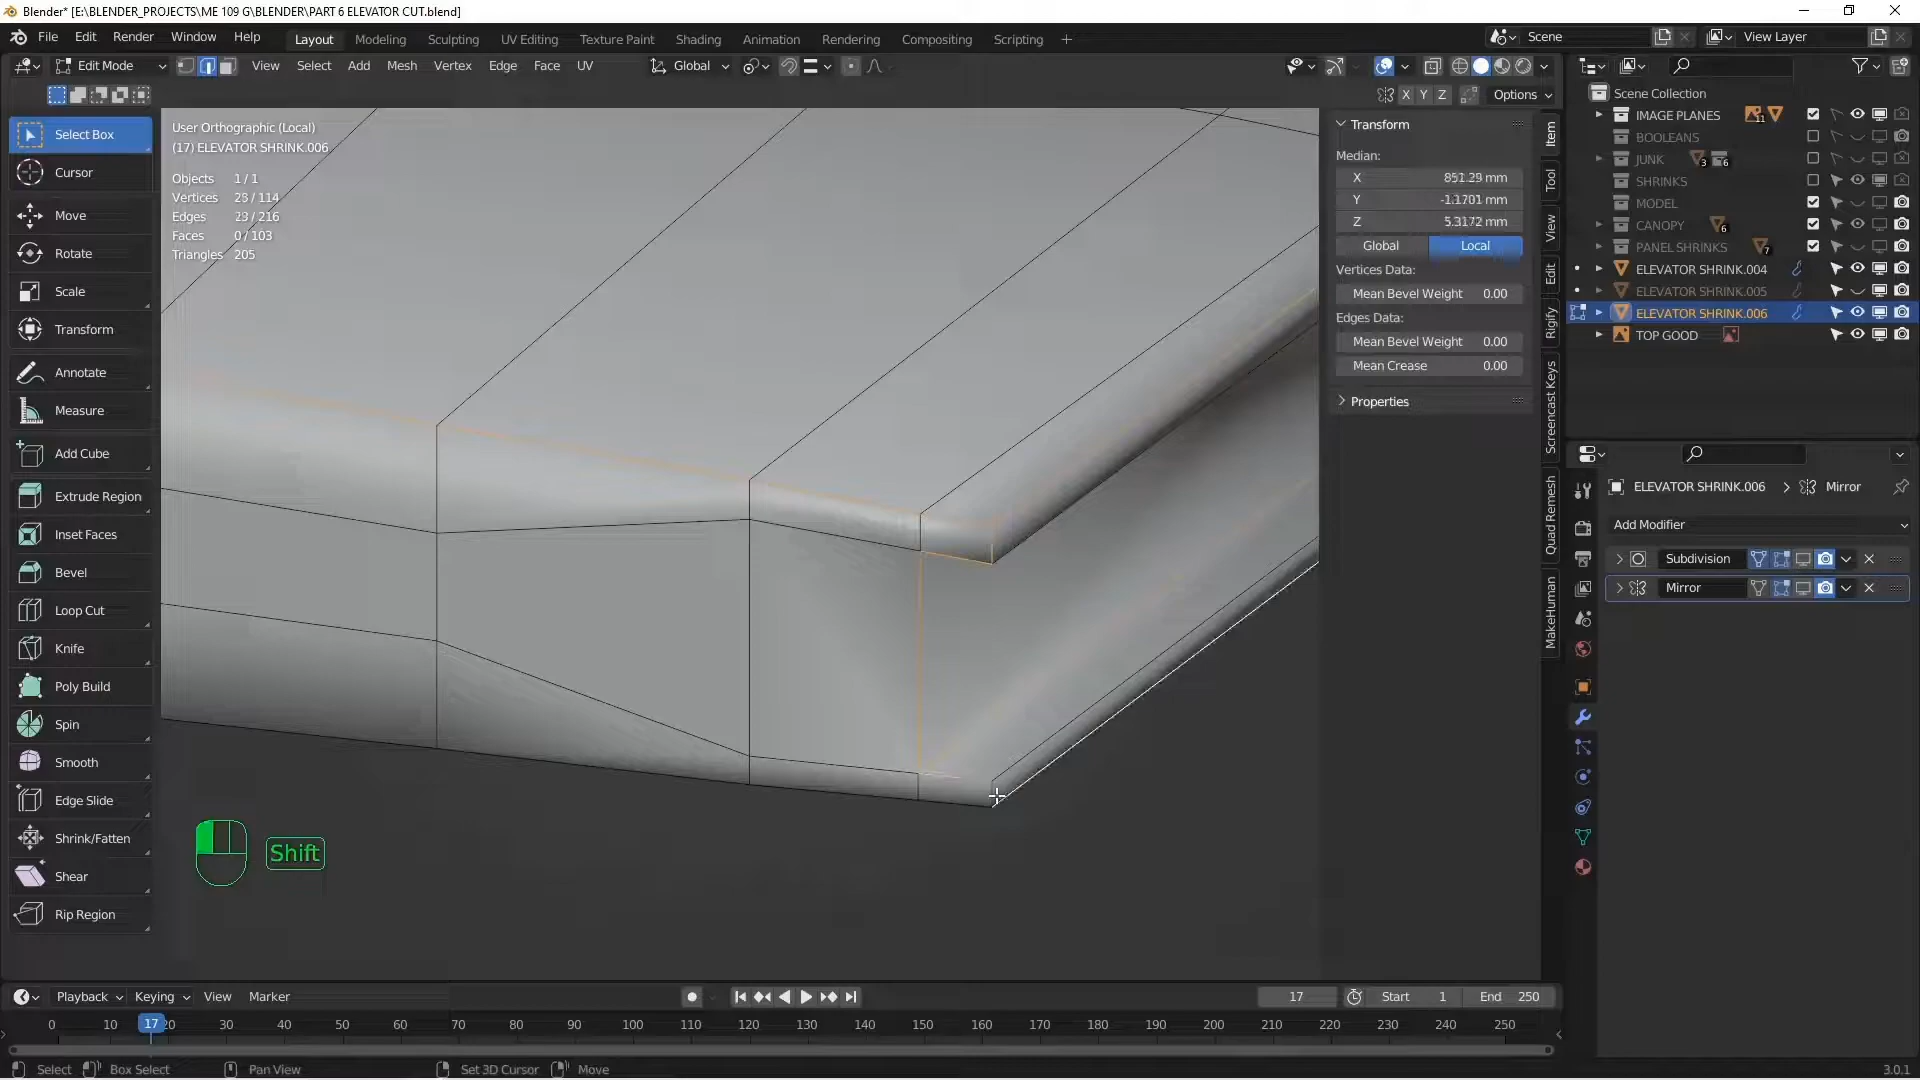 Blender* [E:\BLENDER_PROJECTS\ME 109 G\BLENDER\PART 6 ELEVATOR CUT.blend]
File Edit Render Window Help Layout Modeling Sculpting UV Editing Texture Paint Shading Animation Rendering Compositing Scripting + Scene View Layer
Edit Mode View Select Add Mesh Vertex Edge Face UV Global
X Y Z Options
Select Box
Cursor
Move
Rotate
Scale
Transform
Annotate
Measure
Add Cube
Extrude Region
Inset Faces
Bevel
Loop Cut
Knife
Poly Build
Spin
Smooth
Edge Slide
Shrink/Fatten
Shear
Rip Region
User Orthographic (Local)
(17) ELEVATOR SHRINK.006
Objects 1 / 1
Vertices 28 / 114
Edges 23 / 216
Faces 0 / 103
Triangles 205
Shift
Transform
Median:
X 851.29 mm
Y -1.1701 mm
Z 5.3172 mm
Global Local
Vertices Data:
Mean Bevel Weight 0.00
Edges Data:
Mean Bevel Weight 0.00
Mean Crease 0.00
Properties
Item
Tool
View
Edit
Rigify
Screencast Keys
Quad Remesh
MakeHuman
Scene Collection
IMAGE PLANES 11
BOOLEANS
JUNK 3 6
SHRINKS
MODEL
CANOPY 6
PANEL SHRINKS 7
ELEVATOR SHRINK.004
ELEVATOR SHRINK.005
ELEVATOR SHRINK.006
TOP GOOD
ELEVATOR SHRINK.006 > Mirror
Add Modifier
Subdivision
Mirror
Playback Keying View Marker 17 Start 1 End 250
0 10 17 20 30 40 50 60 70 80 90 100 110 120 130 140 150 160 170 180 190 200 210 220 230 240 250
Select Box Select Pan View Set 3D Cursor Move 3.0.1